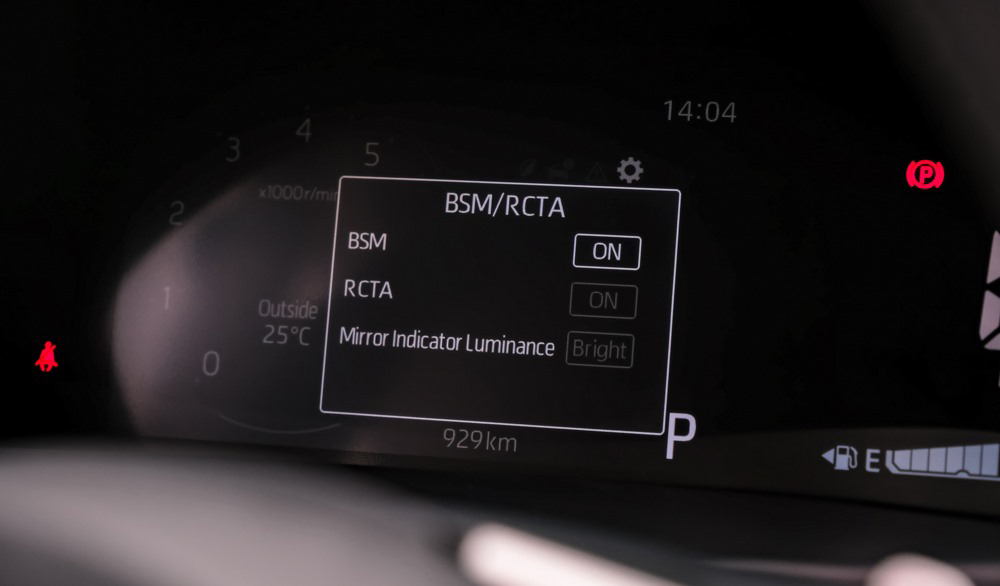 14:04
4
3
5
x1000r/min
2
1
0
Outside
25°C
BSM/RCTA
BSM ON
RCTA ON
Mirror Indicator Luminance Bright
929km
P
E
P